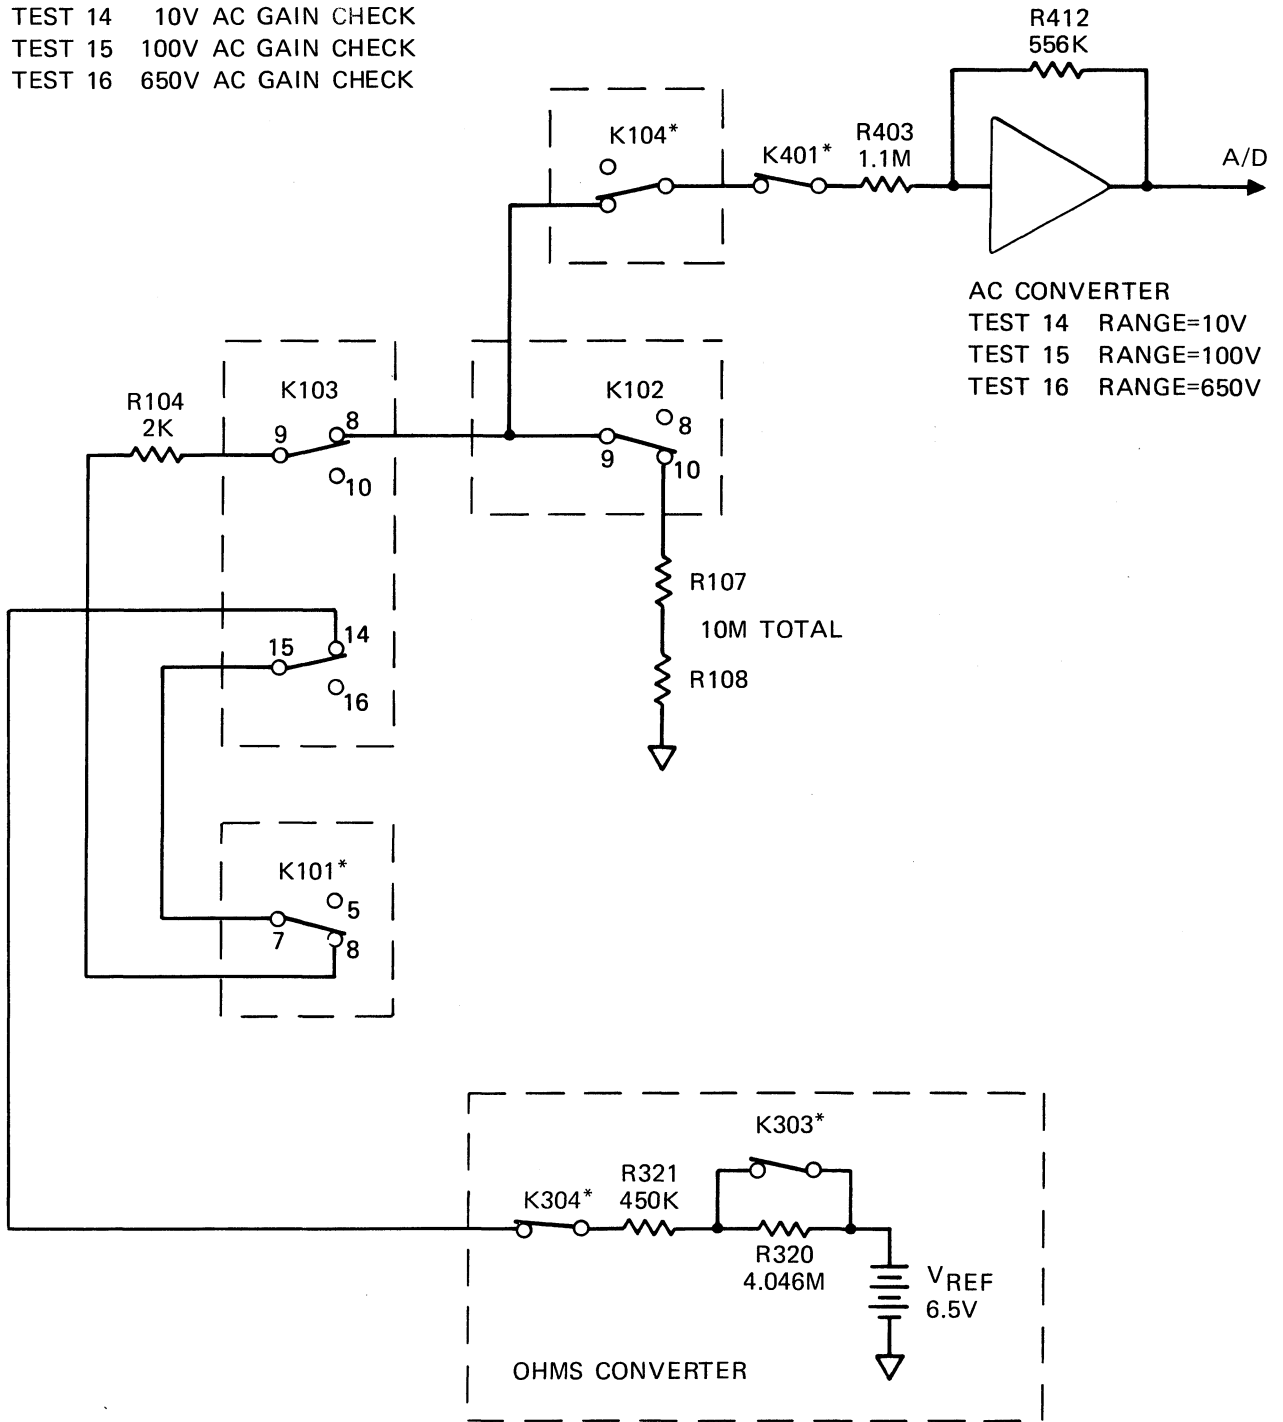 TEST 14 10V AC GAIN CHECK
TEST 15 100V AC GAIN CHECK
TEST 16 650V AC GAIN CHECK
R412
556K
K104*
K401*
R403
1.1M
A/D
AC CONVERTER
TEST 14 RANGE=10V
TEST 15 RANGE=100V
TEST 16 RANGE=650V
R104
2K
K103
9
8
10
K102
8
9
10
R107
10M TOTAL
R108
15
14
16
K101*
5
7
8
K303*
K304*
R321
450K
R320
4.046M
VREF
6.5V
OHMS CONVERTER